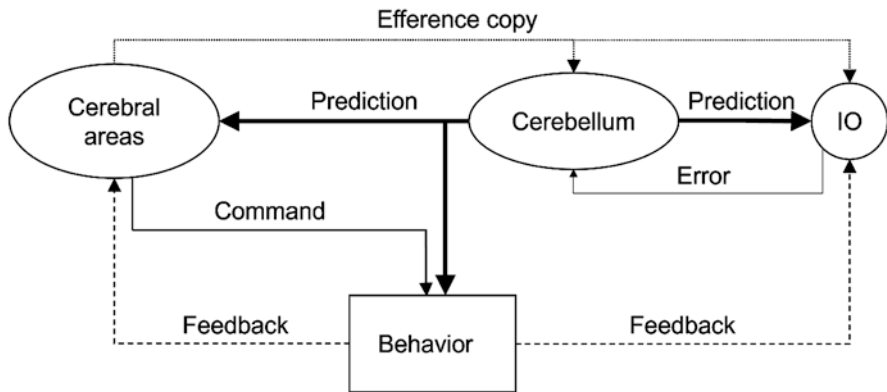 Efference copy
Prediction
Prediction
Cerebral
areas
Cerebellum
IO
Error
Command
Feedback
Feedback
Behavior